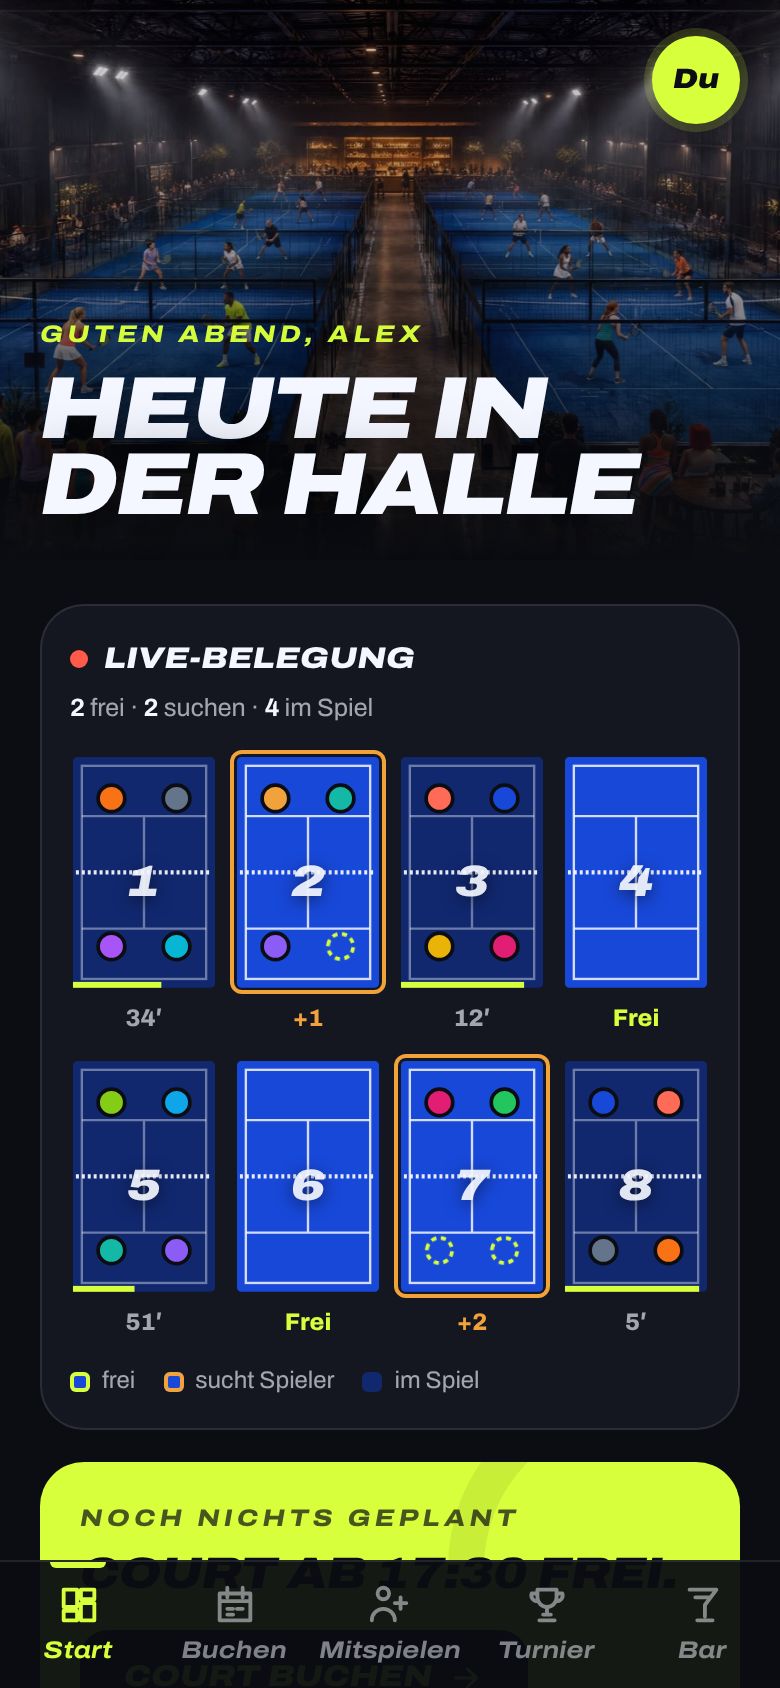 Du
GUTEN ABEND, ALEX
HEUTE IN
DER HALLE
LIVE-BELEGUNG
2 frei · 2 suchen · 4 im Spiel
1 2 3 4
34′ +1 12′ Frei
5 6 7 8
51′ Frei +2 5′
frei sucht Spieler im Spiel
NOCH NICHTS GEPLANT
COURT AB 17:30 FREI.
COURT BUCHEN →
Start Buchen Mitspielen Turnier Bar